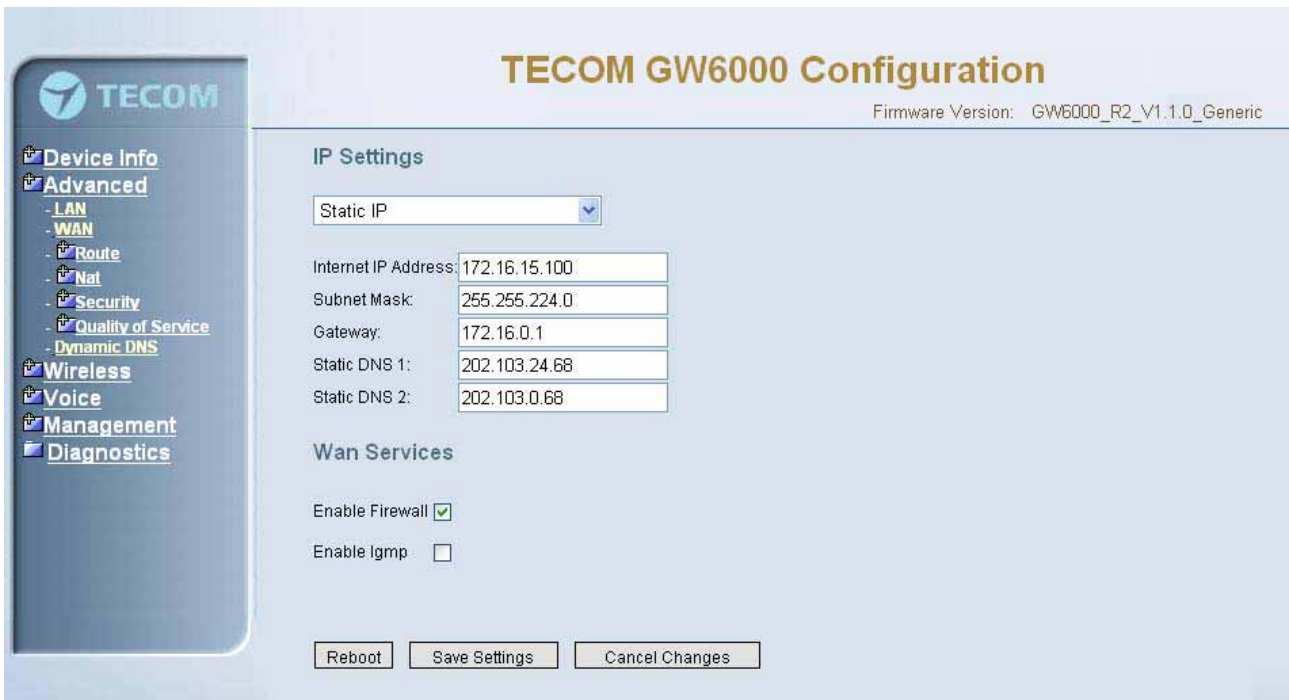 TECOM
TECOM GW6000 Configuration
Firmware Version: GW6000_R2_V1.1.0_Generic
Device Info
Advanced
- LAN
- WAN
- Route
- Nat
- Security
- Quality of Service
- Dynamic DNS
Wireless
Voice
Management
Diagnostics
IP Settings
Static IP
Internet IP Address: 172.16.15.100
Subnet Mask: 255.255.224.0
Gateway: 172.16.0.1
Static DNS 1: 202.103.24.68
Static DNS 2: 202.103.0.68
Wan Services
Enable Firewall
Enable Igmp
Reboot Save Settings Cancel Changes